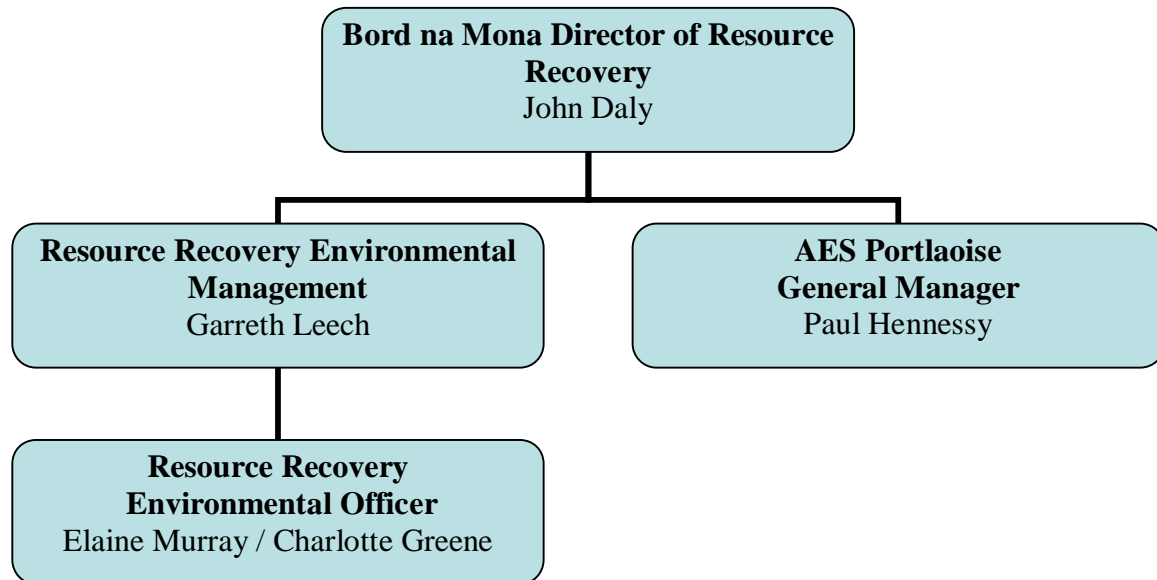 Bord na Mona Director of Resource
Recovery
John Daly
Resource Recovery Environmental
Management
Garreth Leech
AES Portlaoise
General Manager
Paul Hennessy
Resource Recovery
Environmental Officer
Elaine Murray / Charlotte Greene